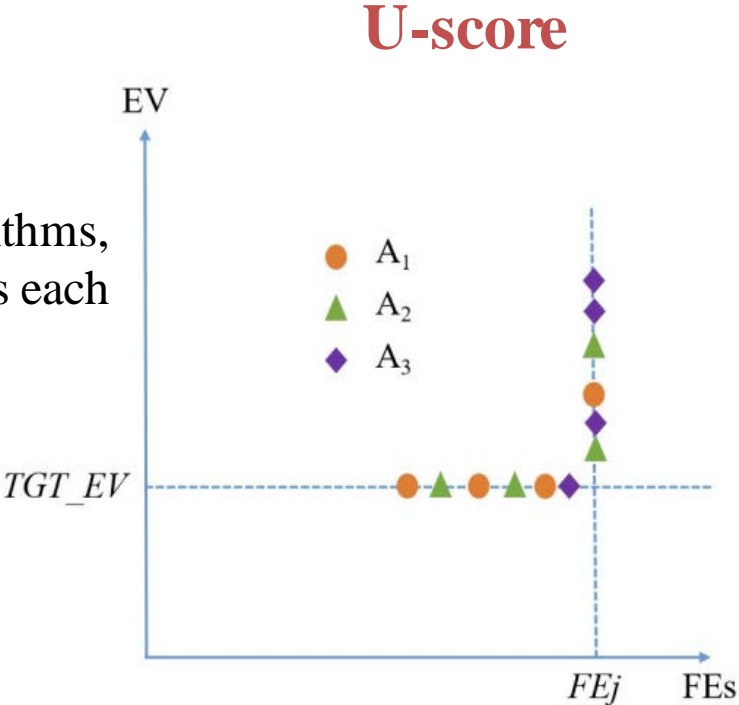 U-score
EV
thms,
s each
A₁
A₂
A₃
TGT_EV
FEj
FEs